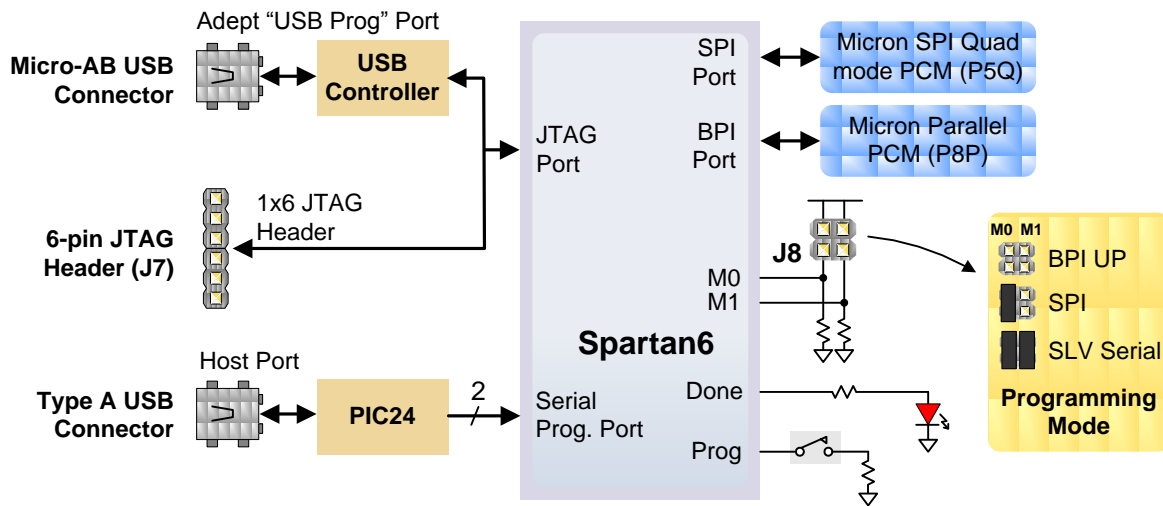 Adept “USB Prog” Port
Micro-AB USB
Connector
USB
Controller
1x6 JTAG
Header
6-pin JTAG
Header (J7)
Host Port
Type A USB
Connector
PIC24
2
JTAG
Port
Serial
Prog. Port
Spartan6
SPI
Port
BPI
Port
M0
M1
Done
Prog
Micron SPI Quad
mode PCM (P5Q)
Micron Parallel
PCM (P8P)
J8
M0 M1
BPI UP
SPI
SLV Serial
Programming
Mode